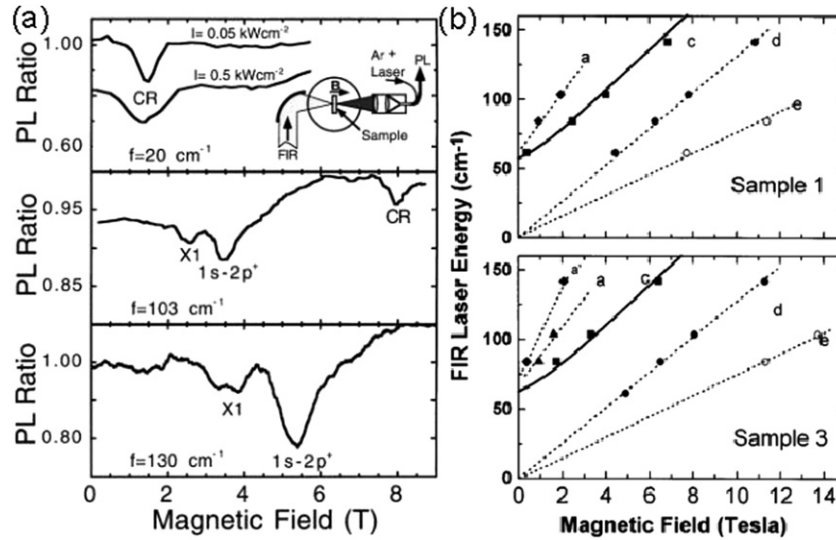 (a)
PL Ratio
1.00
0.60
I= 0.05 kWcm⁻²
I= 0.5 kWcm⁻²
CR
f=20 cm⁻¹
B
Ar +
Laser
PL
Sample
FIR
PL Ratio
0.95
0.85
X1
1s-2p⁺
CR
f=103 cm⁻¹
PL Ratio
1.00
0.80
X1
1s-2p⁺
f=130 cm⁻¹
0 2 4 6 8
Magnetic Field (T)
(b)
FIR Laser Energy (cm-1)
150
100
50
0
a
c
d
e
Sample 1
150
100
50
0
a"
a
c
d
e
Sample 3
0 2 4 6 8 10 12 14
Magnetic Field (Tesla)